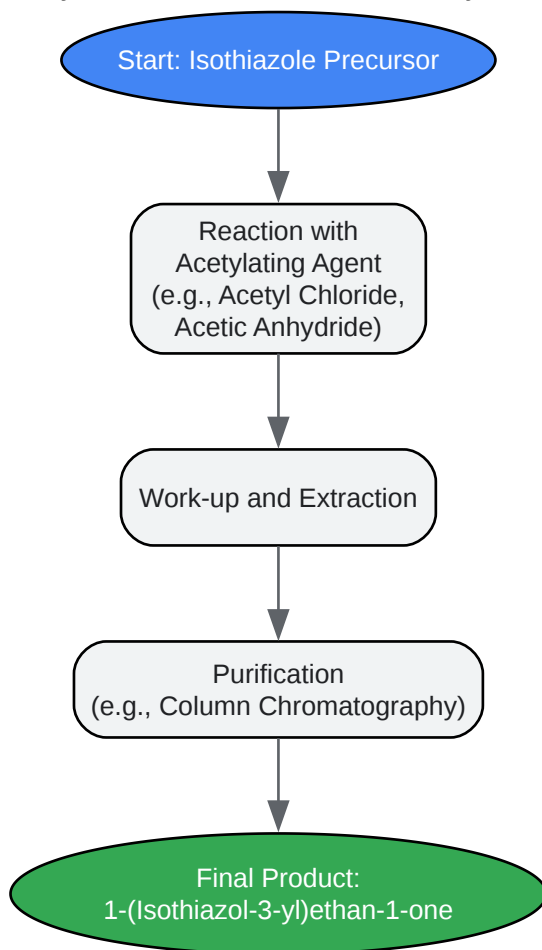 Start: Isothiazole Precursor
Reaction with
Acetylating Agent
(e.g., Acetyl Chloride,
Acetic Anhydride)
Work-up and Extraction
Purification
(e.g., Column Chromatography)
Final Product:
1-(Isothiazol-3-yl)ethan-1-one